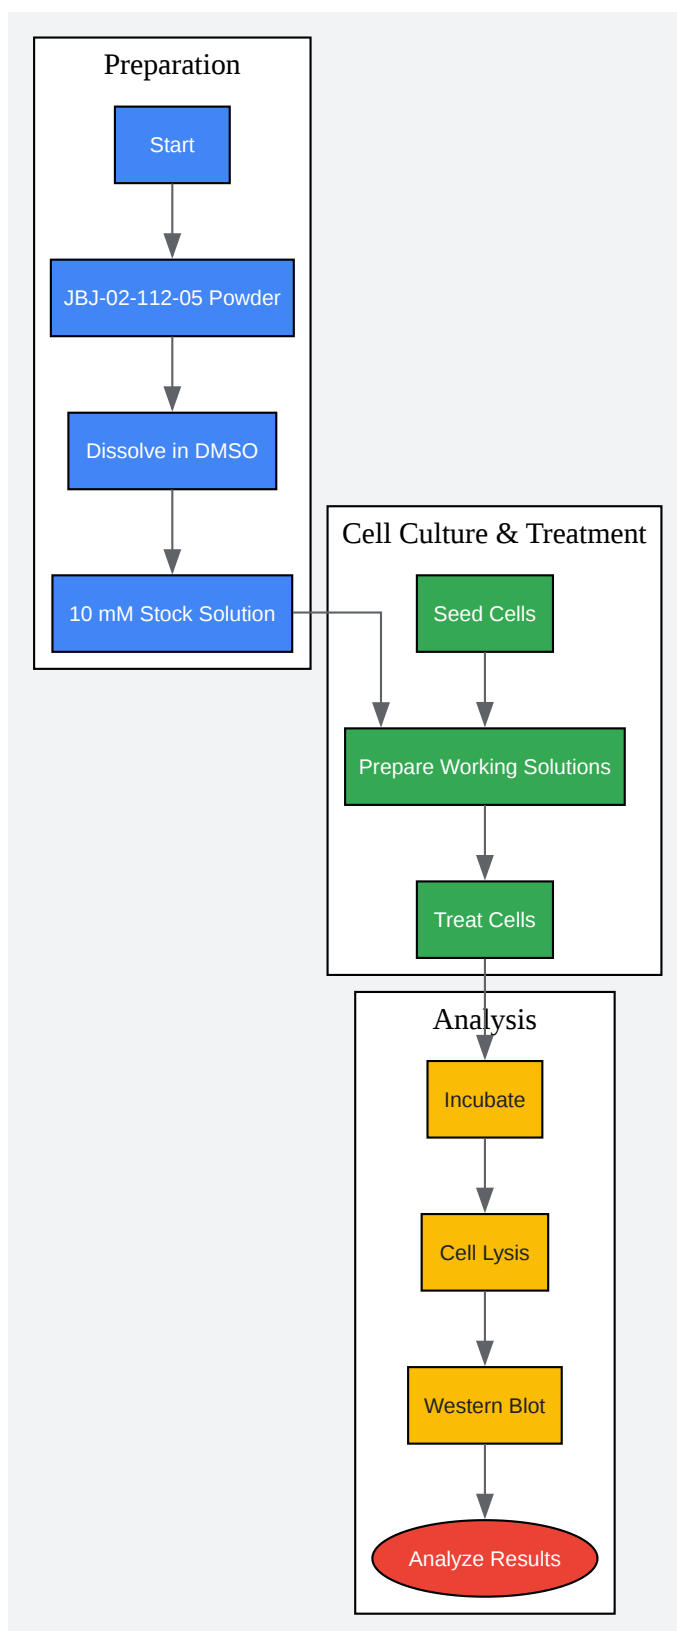 Preparation
Start
JBJ-02-112-05 Powder
Dissolve in DMSO
10 mM Stock Solution
Cell Culture & Treatment
Seed Cells
Prepare Working Solutions
Treat Cells
Analysis
Incubate
Cell Lysis
Western Blot
Analyze Results